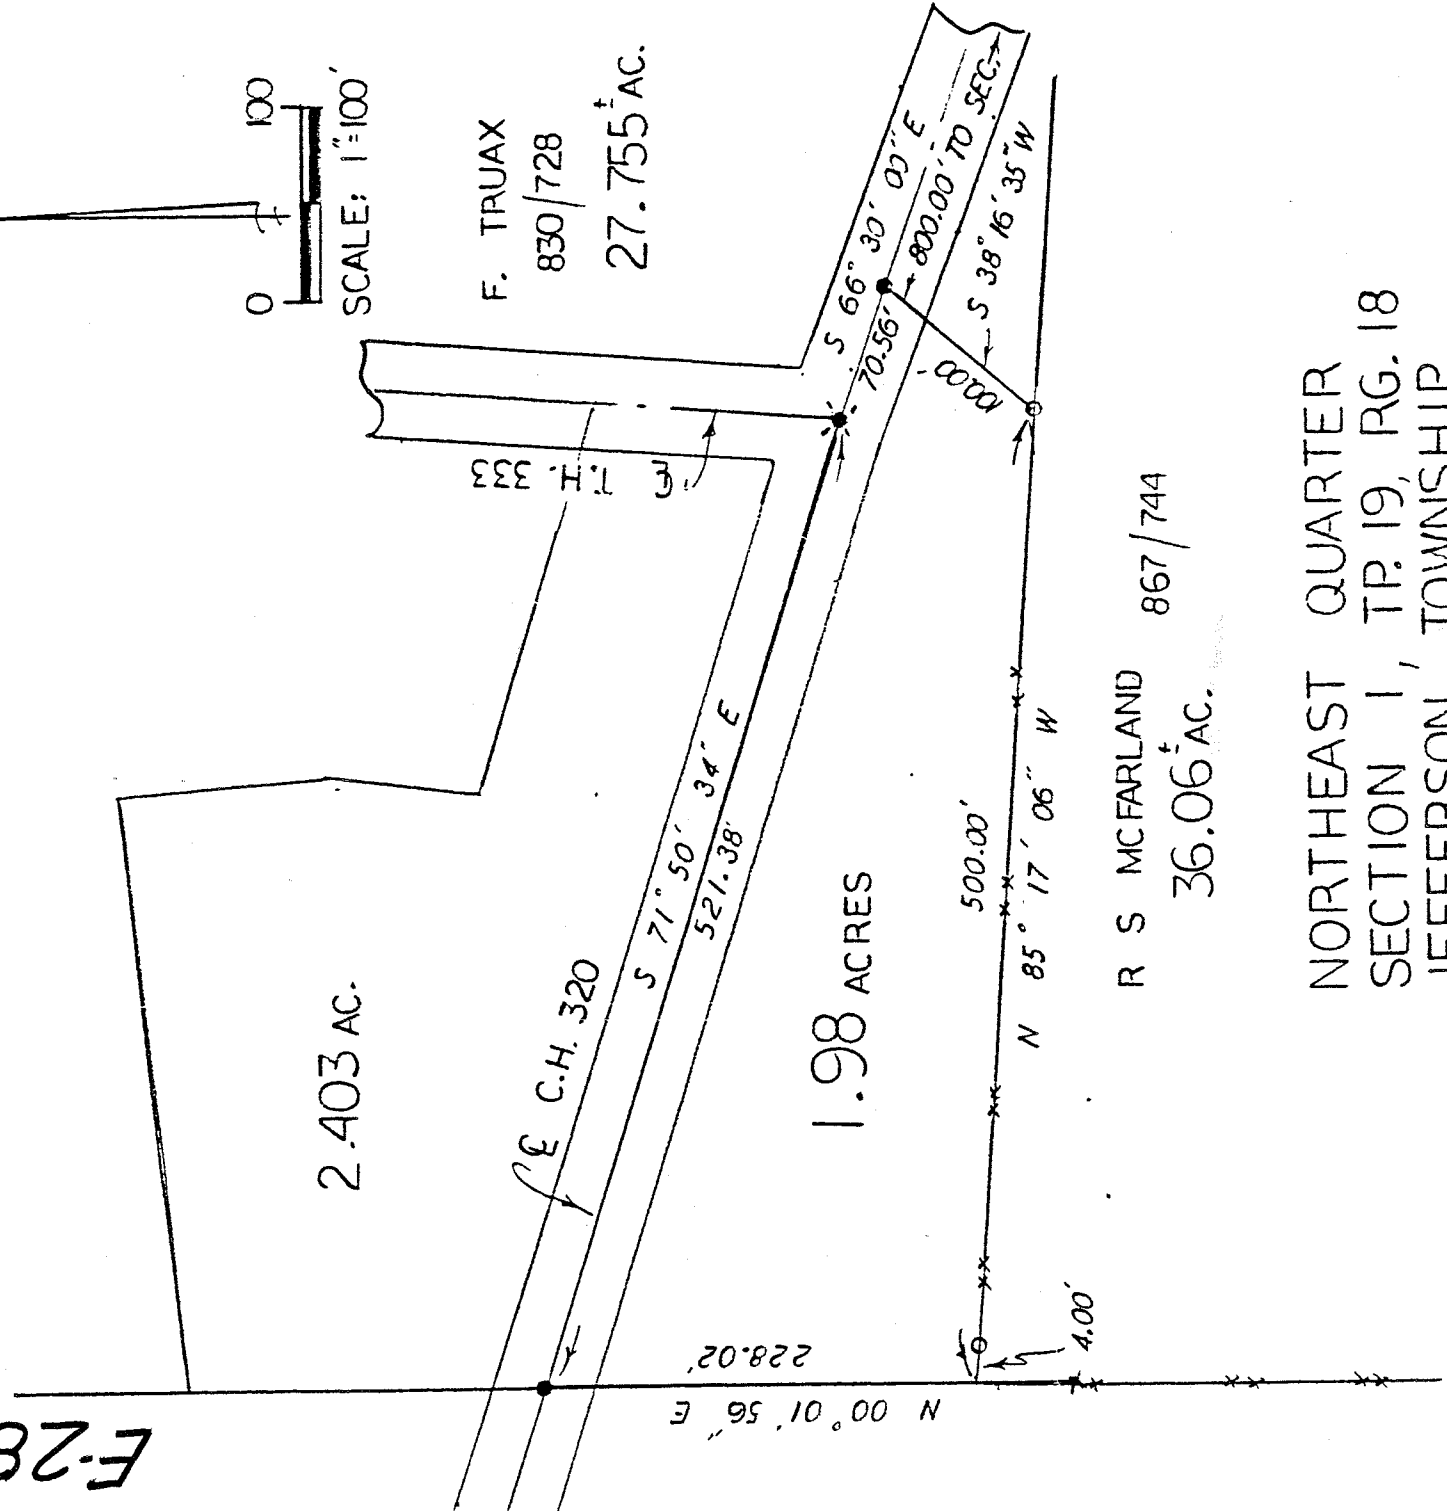 E-28
0 100
SCALE: 1"=100'
F. TRUAX
830/728
27.755± AC.
2.403 AC.
℄ T.H. 333
℄ C.H. 320
S 71° 50' 34" E
521.38'
S 66° 30' 00" E
70.56'
800.00' TO SEC.
100.00'
S 38° 16' 35" W
1.98 ACRES
228.02'
N 00° 01' 56" E
500.00'
N 85° 17' 06" W
4.00'
R S MCFARLAND 867/744
36.06± AC.
NORTHEAST QUARTER
SECTION 1, TP. 19, RG. 18
JEFFERSON TOWNSHIP